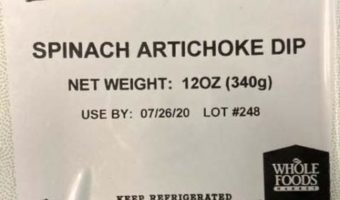 SPINACH ARTICHOKE DIP
NET WEIGHT: 12OZ (340g)
USE BY: 07/26/20 LOT #248
WHOLE
FOODS
MARKET
KEEP REFRIGERATED